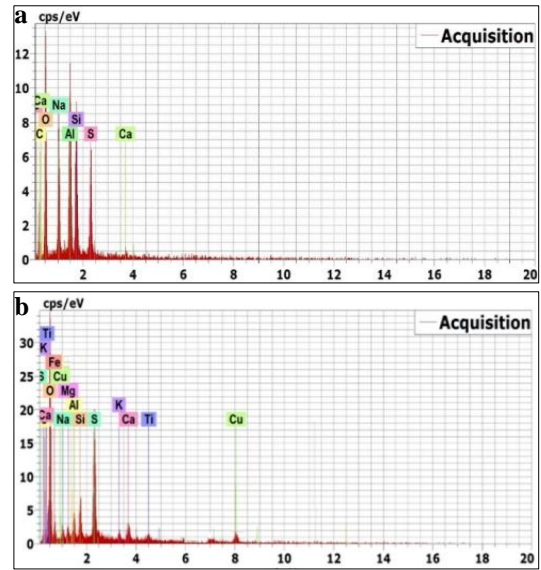 a cps/eV
Acquisition
12
10
8
6
4
2
0
Ca
Na
O
Si
C Al S Ca
2 4 6 8 10 12 14 16 18 20
b cps/eV
Acquisition
30
25
20
15
10
5
0
Ti
K
Fe
S Cu
O Mg
Al K
Ca Na Si S Ca Ti Cu
2 4 6 8 10 12 14 16 18 20